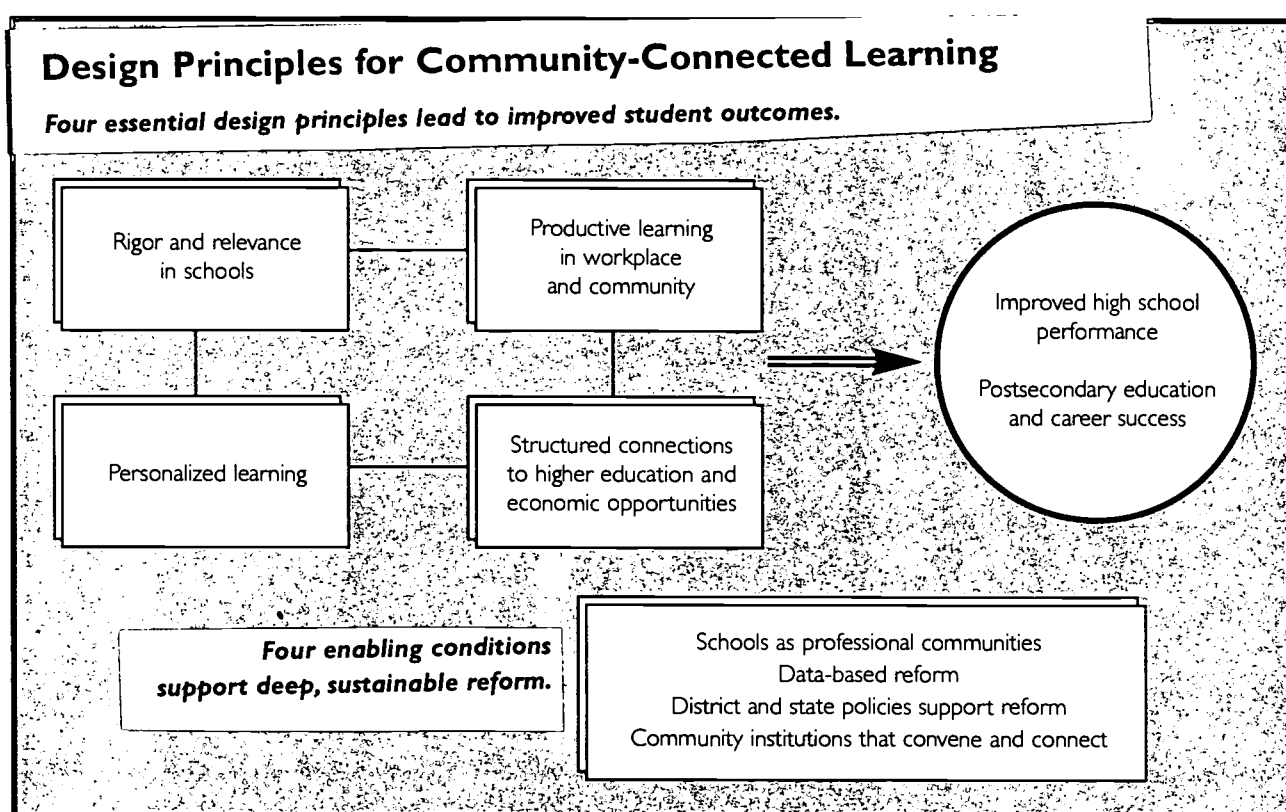 Design Principles for Community-Connected Learning
Four essential design principles lead to improved student outcomes.
Rigor and relevance
in schools
Productive learning
in workplace
and community
Improved high school
performance
Postsecondary education
and career success
Personalized learning
Structured connections
to higher education and
economic opportunities
Four enabling conditions
support deep, sustainable reform.
Schools as professional communities
Data-based reform
District and state policies support reform
Community institutions that convene and connect